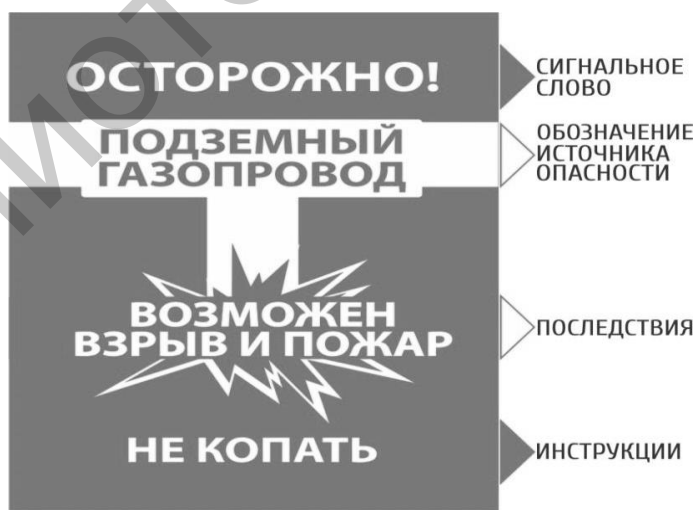 ОСТОРОЖНО!
СИГНАЛЬНОЕ
СЛОВО
ПОДЗЕМНЫЙ
ГАЗОПРОВОД
ОБОЗНАЧЕНИЕ
ИСТОЧНИКА
ОПАСНОСТИ
ВОЗМОЖЕН
ВЗРЫВ И ПОЖАР
ПОСЛЕДСТВИЯ
НЕ КОПАТЬ
ИНСТРУКЦИИ